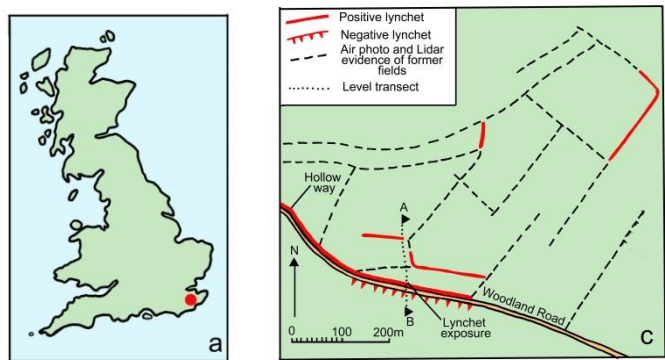 a
Positive lynchet
Negative lynchet
Air photo and Lidar
evidence of former
fields
Level transect
Hollow
way
A
N
Woodland Road
Lynchet
exposure
B
0 100 200m
C